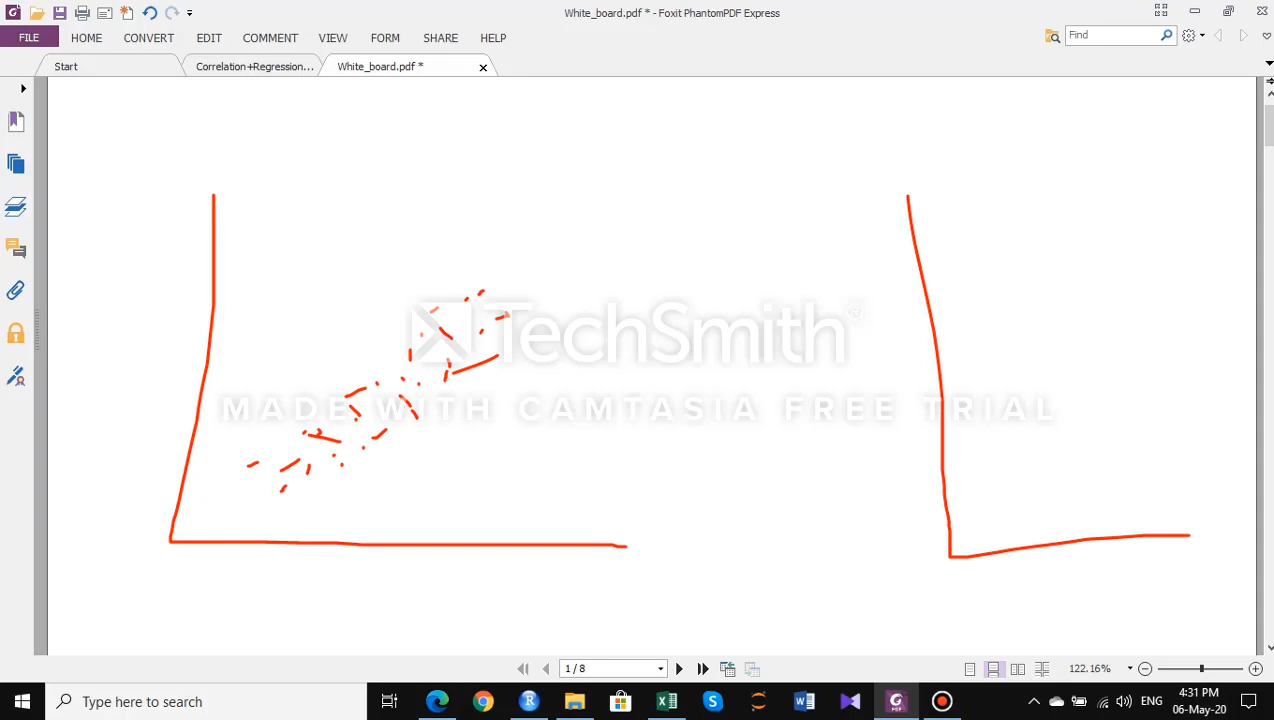 White_board.pdf * - Foxit PhantomPDF Express
FILE HOME CONVERT EDIT COMMENT VIEW FORM SHARE HELP Find
Start Correlation+Regression... White_board.pdf *
TechSmith®
MADE WITH CAMTASIA FREE TRIAL
1 / 8 122.16%
Type here to search ENG 4:31 PM
06-May-20